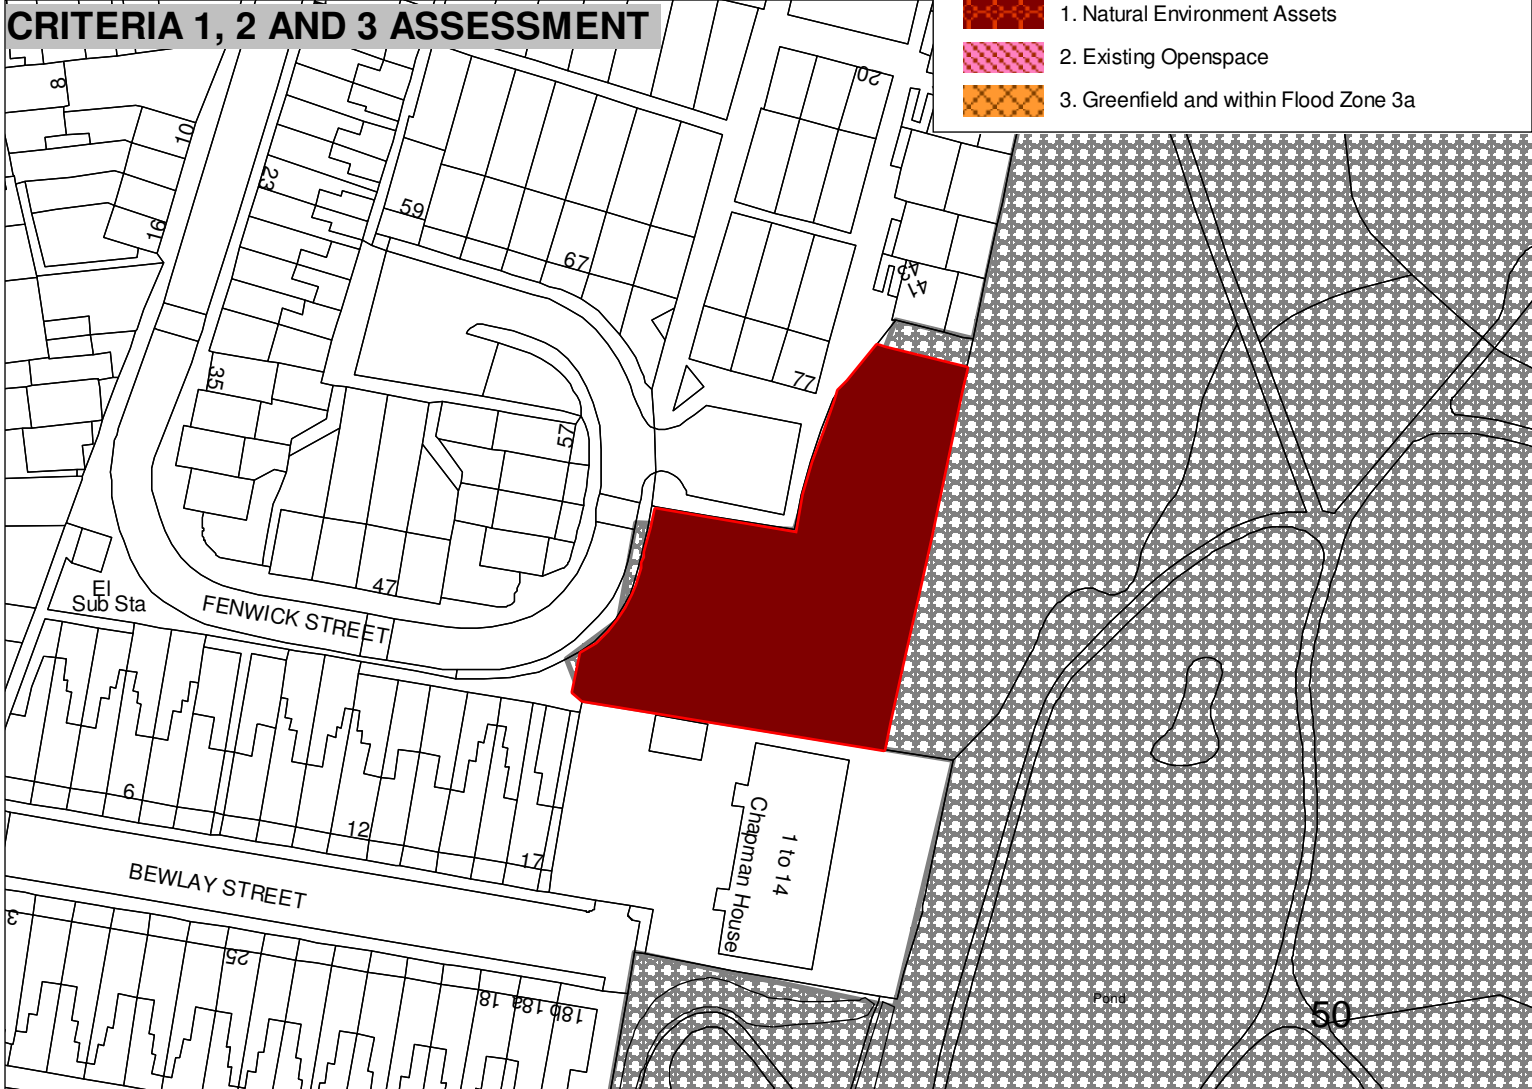 CRITERIA 1, 2 AND 3 ASSESSMENT
1. Natural Environment Assets
2. Existing Openspace
3. Greenfield and within Flood Zone 3a
8
20
10
23
59
16
67
43
41
35
77
57
El
Sub Sta
47
FENWICK STREET
6
12
17
1 to 14
Chapman House
BEWLAY STREET
3
25
18
18a
18b
Pond
50